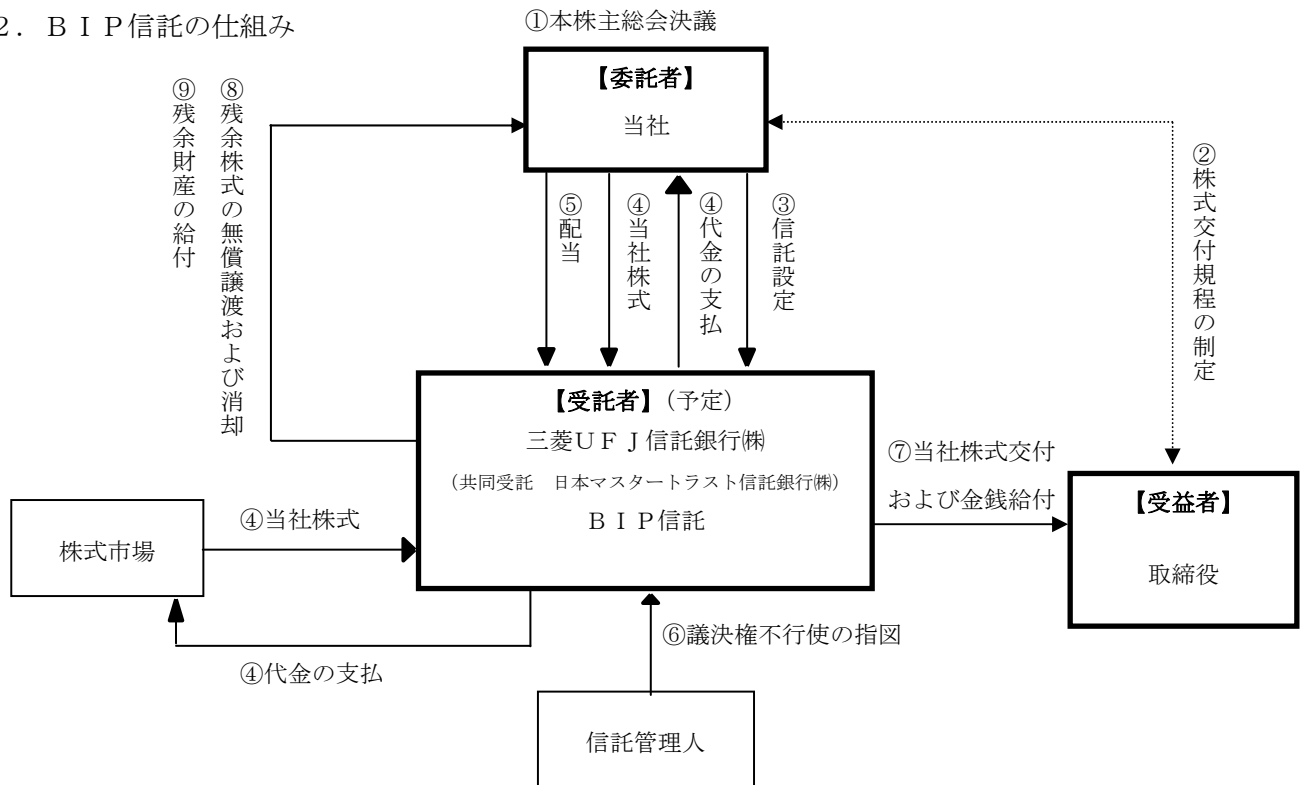 2．ＢＩＰ信託の仕組み
①本株主総会決議
【委託者】
当社
⑨残余財産の給付
⑧残余株式の無償譲渡および消却
⑤配当
④当社株式
④代金の支払
③信託設定
②株式交付規程の制定
【受託者】（予定）
三菱ＵＦＪ信託銀行㈱
（共同受託　日本マスタートラスト信託銀行㈱）
ＢＩＰ信託
⑦当社株式交付
および金銭給付
【受益者】
取締役
株式市場
④当社株式
④代金の支払
⑥議決権不行使の指図
信託管理人